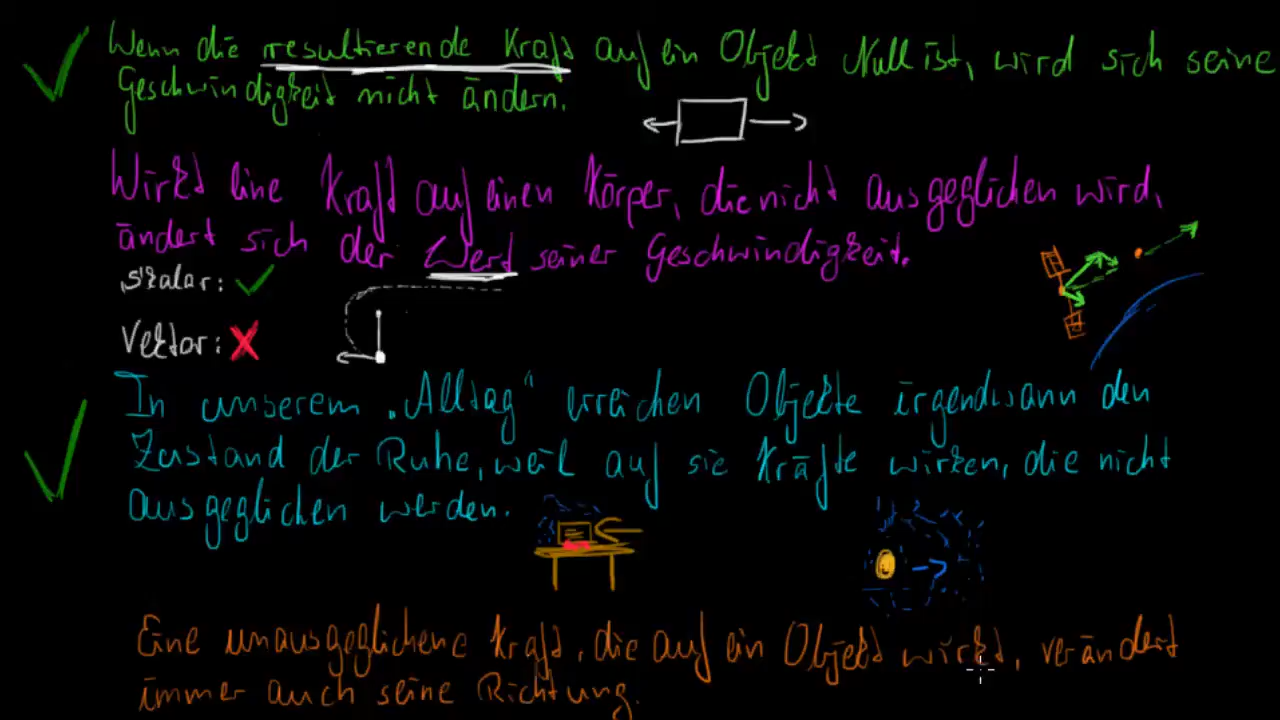 Wenn die resultierende Kraft auf ein Objekt Null ist, wird sich seine
Geschwindigkeit nicht ändern.
Wirkt eine Kraft auf einen Körper, die nicht ausgeglichen wird,
ändert sich der Wert seiner Geschwindigkeit.
Skalar:
Vektor:
In unserem „Alltag“ erreichen Objekte irgendwann den
Zustand der Ruhe, weil auf sie Kräfte wirken, die nicht
ausgeglichen werden.
Eine unausgeglichene Kraft, die auf ein Objekt wirkt, verändert
immer auch seine Richtung.